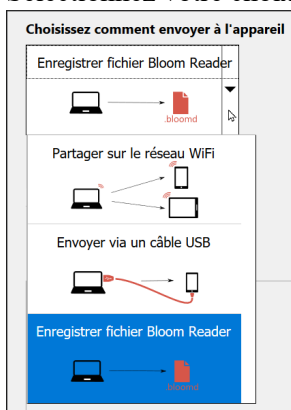 Choisissez comment envoyer à l'appareil
Enregistrer fichier Bloom Reader
.bloomd
Partager sur le réseau WiFi
Envoyer via un câble USB
Enregistrer fichier Bloom Reader
bloomd